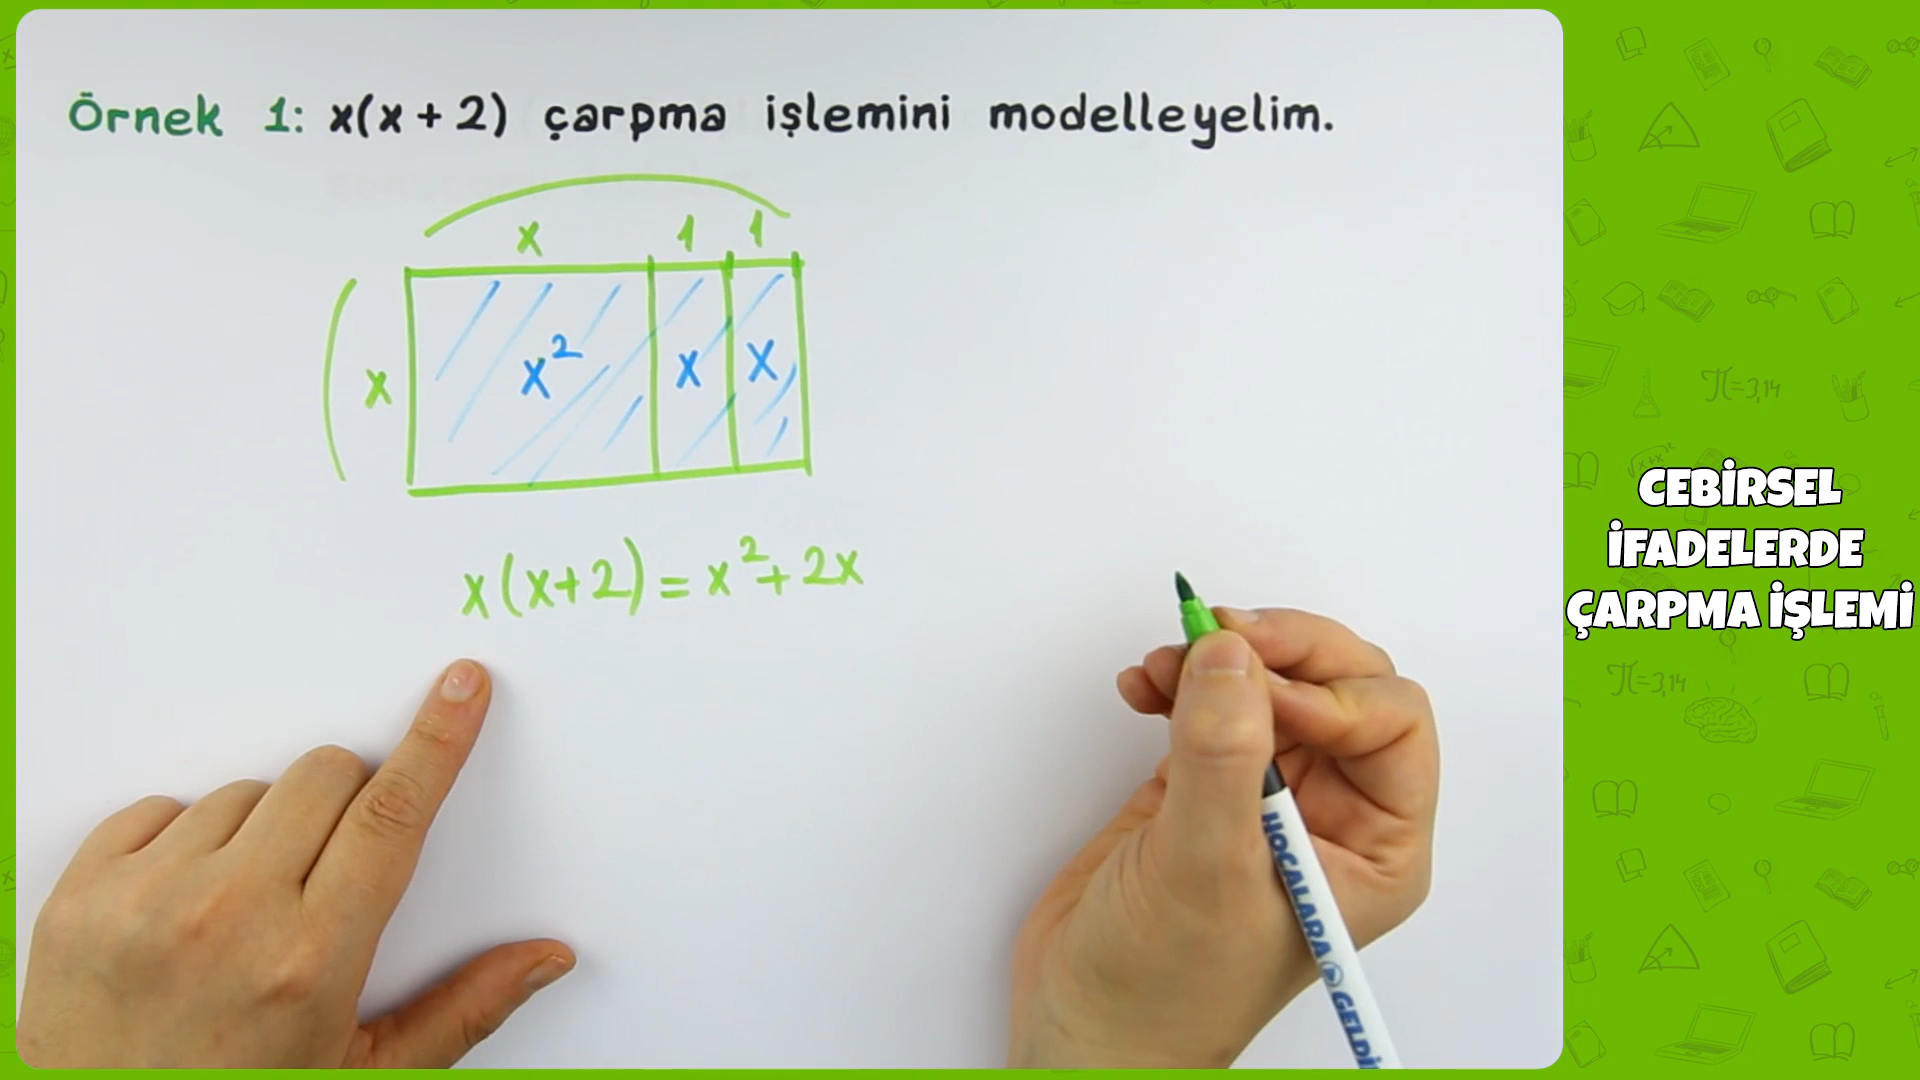 Örnek 1: x(x + 2) çarpma işlemini modelleyelim.
x 1 1
x
x² x x
x(x+2) = x² + 2x
HOCALARA GELDİ
CEBİRSEL
İFADELERDE
ÇARPMA İŞLEMİ
π=3,14
π=3,14